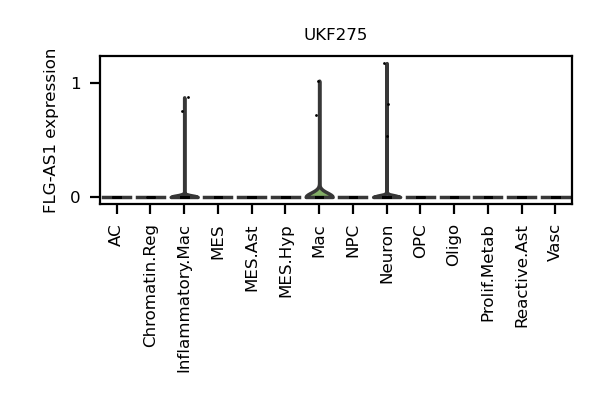 UKF275
FLG-AS1 expression
1
0
AC
Chromatin.Reg
Inflammatory.Mac
MES
MES.Ast
MES.Hyp
Mac
NPC
Neuron
OPC
Oligo
Prolif.Metab
Reactive.Ast
Vasc